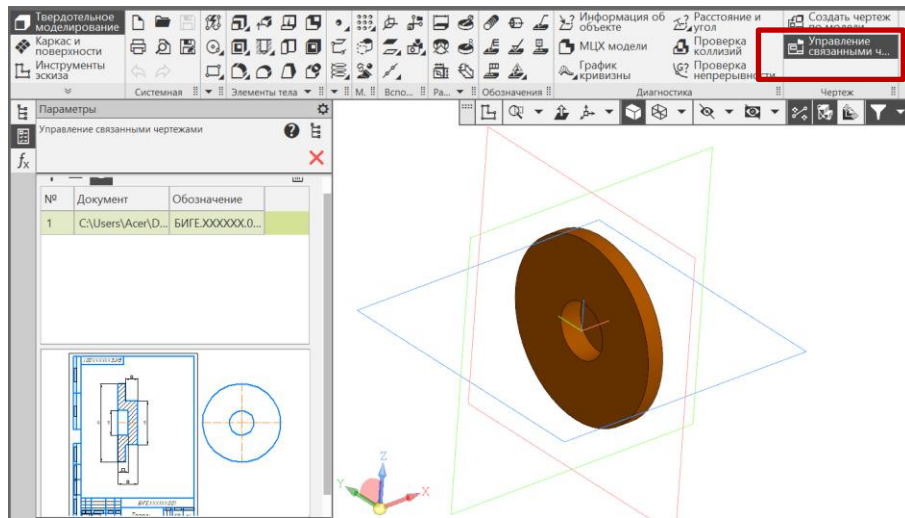 Твердотельное
моделирование
Каркас и
поверхности
Инструменты
эскиза
Системная
Элементы тела
М.
Вспо...
Ра...
Обозначения
Информация об
объекте
МЦХ модели
График
кривизны
Расстояние и
угол
Проверка
коллизий
Проверка
непрерывности
Диагностика
Создать чертеж
по модели
Управление
связанными ч...
Чертеж
Параметры
Управление связанными чертежами
fx
№ Документ Обозначение
1 C:\Users\Acer\D... БИГЕ.XXXXXX.0...
Z
Y
X